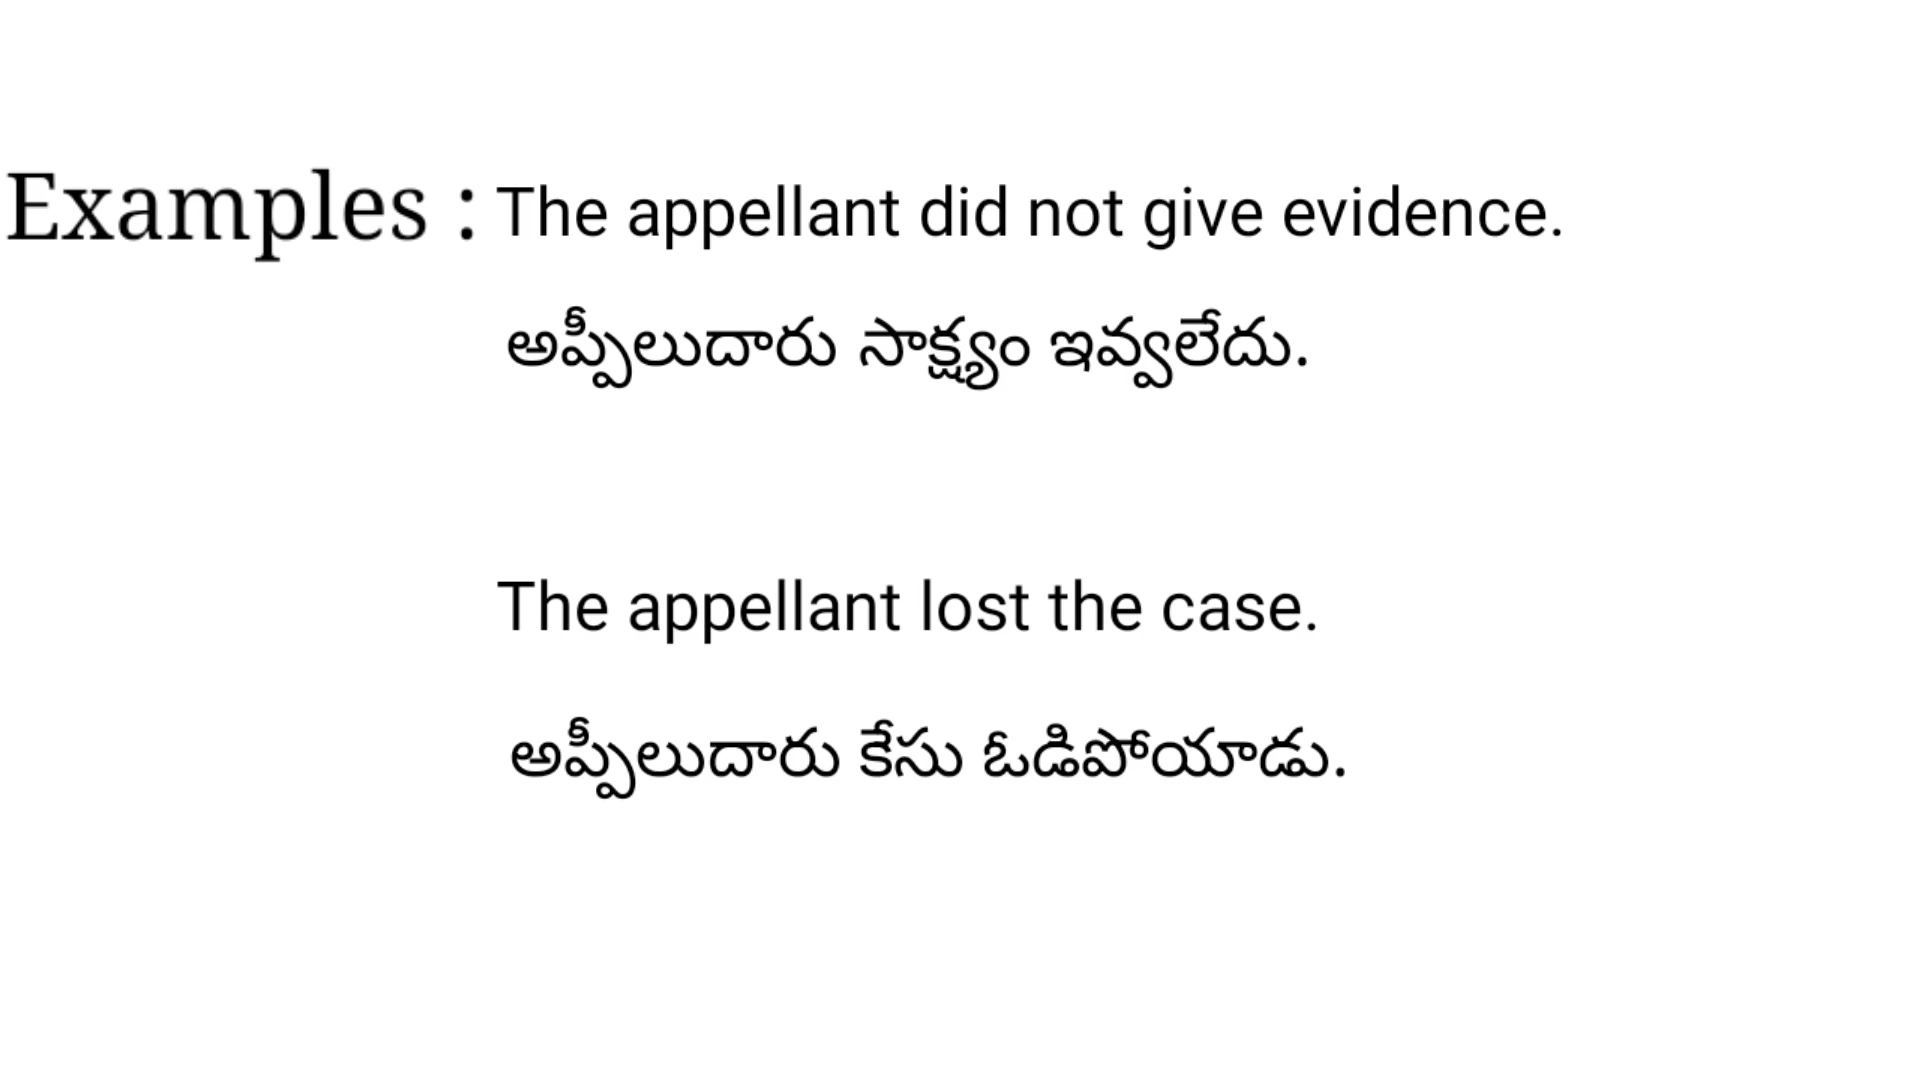 Examples : The appellant did not give evidence.
అప్పీలుదారు సాక్ష్యం ఇవ్వలేదు.
The appellant lost the case.
అప్పీలుదారు కేసు ఓడిపోయాడు.